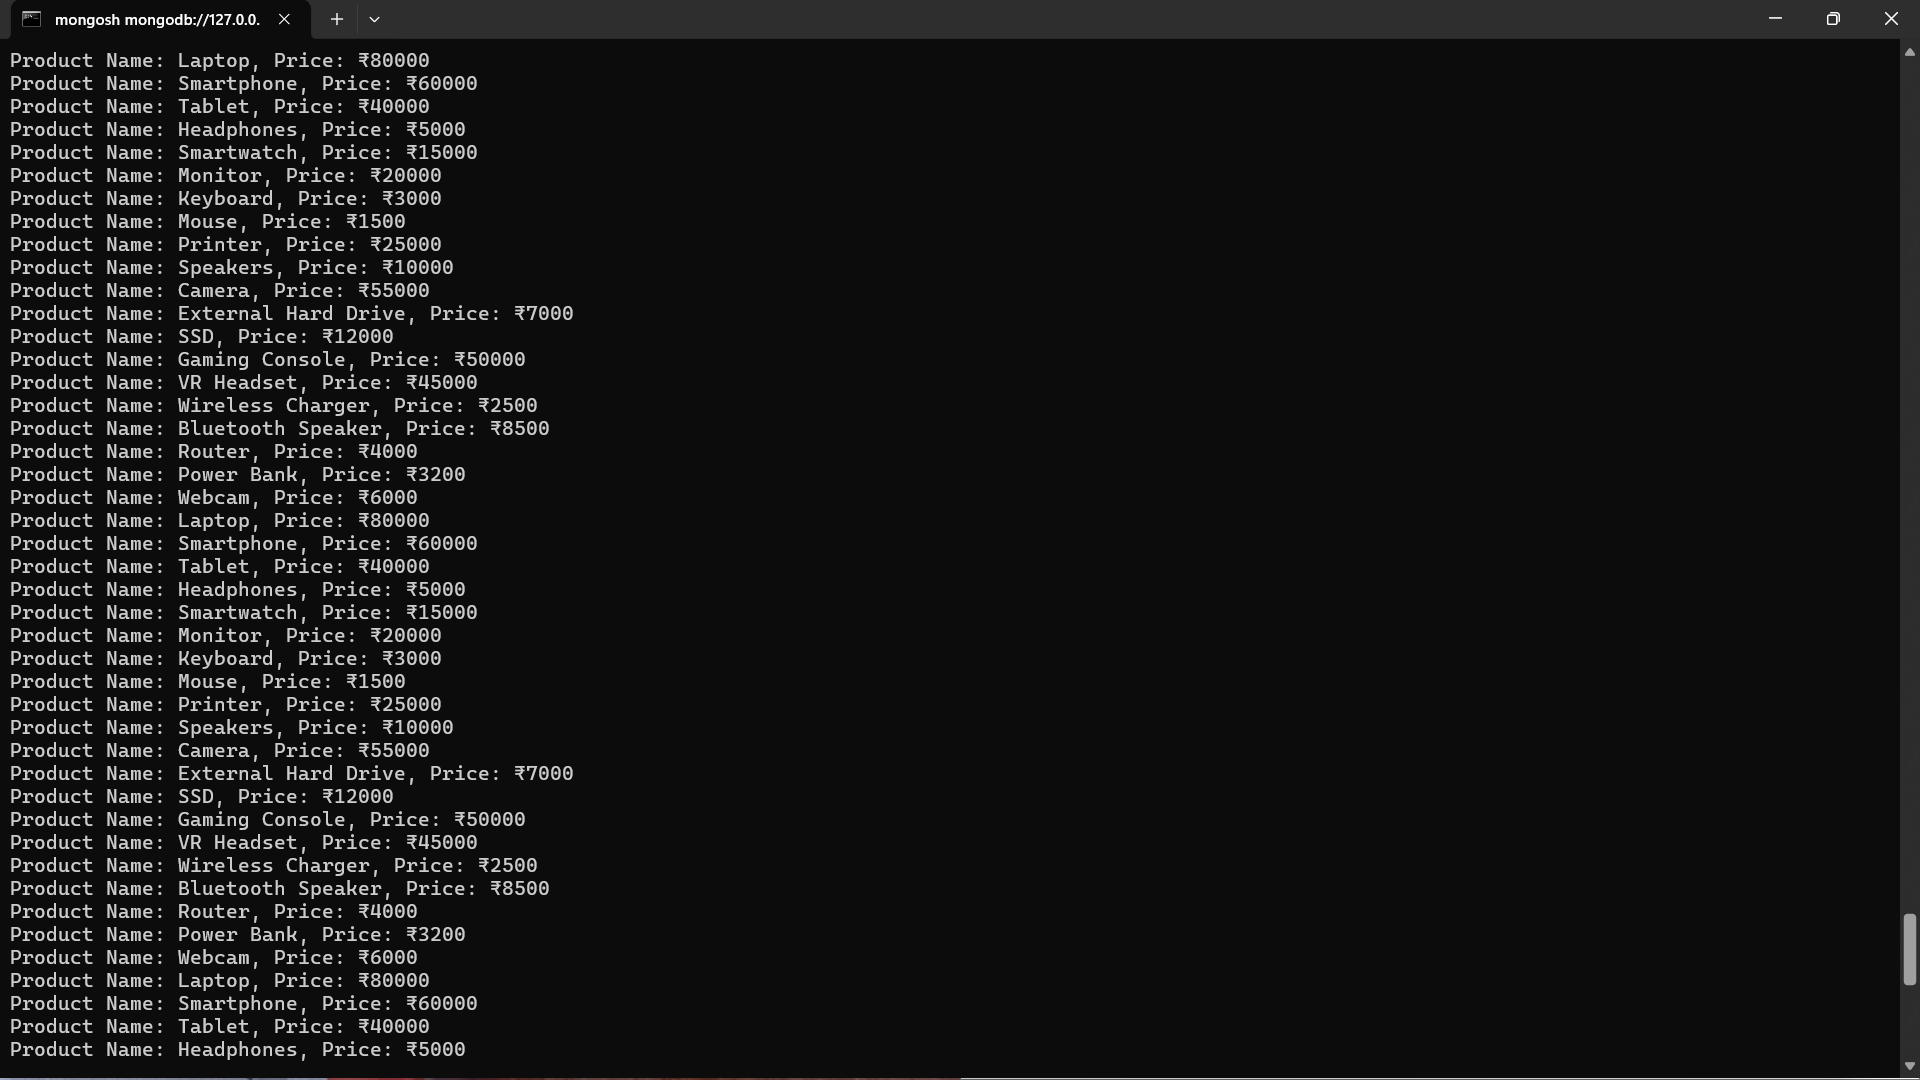 mongosh mongodb://127.0.0.
Product Name: Laptop, Price: ₹80000
Product Name: Smartphone, Price: ₹60000
Product Name: Tablet, Price: ₹40000
Product Name: Headphones, Price: ₹5000
Product Name: Smartwatch, Price: ₹15000
Product Name: Monitor, Price: ₹20000
Product Name: Keyboard, Price: ₹3000
Product Name: Mouse, Price: ₹1500
Product Name: Printer, Price: ₹25000
Product Name: Speakers, Price: ₹10000
Product Name: Camera, Price: ₹55000
Product Name: External Hard Drive, Price: ₹7000
Product Name: SSD, Price: ₹12000
Product Name: Gaming Console, Price: ₹50000
Product Name: VR Headset, Price: ₹45000
Product Name: Wireless Charger, Price: ₹2500
Product Name: Bluetooth Speaker, Price: ₹8500
Product Name: Router, Price: ₹4000
Product Name: Power Bank, Price: ₹3200
Product Name: Webcam, Price: ₹6000
Product Name: Laptop, Price: ₹80000
Product Name: Smartphone, Price: ₹60000
Product Name: Tablet, Price: ₹40000
Product Name: Headphones, Price: ₹5000
Product Name: Smartwatch, Price: ₹15000
Product Name: Monitor, Price: ₹20000
Product Name: Keyboard, Price: ₹3000
Product Name: Mouse, Price: ₹1500
Product Name: Printer, Price: ₹25000
Product Name: Speakers, Price: ₹10000
Product Name: Camera, Price: ₹55000
Product Name: External Hard Drive, Price: ₹7000
Product Name: SSD, Price: ₹12000
Product Name: Gaming Console, Price: ₹50000
Product Name: VR Headset, Price: ₹45000
Product Name: Wireless Charger, Price: ₹2500
Product Name: Bluetooth Speaker, Price: ₹8500
Product Name: Router, Price: ₹4000
Product Name: Power Bank, Price: ₹3200
Product Name: Webcam, Price: ₹6000
Product Name: Laptop, Price: ₹80000
Product Name: Smartphone, Price: ₹60000
Product Name: Tablet, Price: ₹40000
Product Name: Headphones, Price: ₹5000